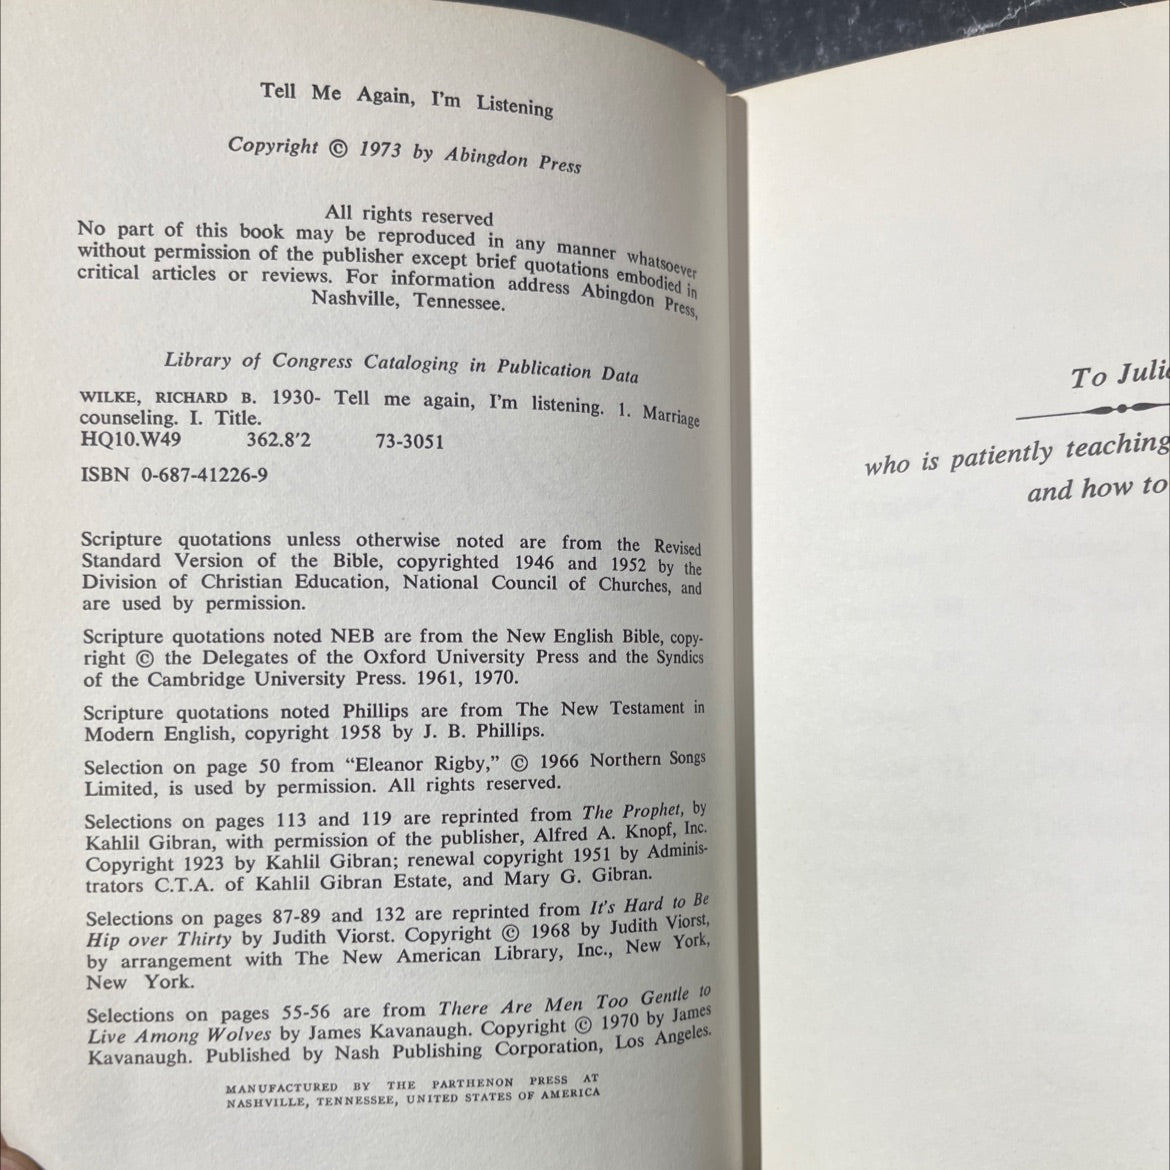 Tell Me Again, I'm Listening
Copyright © 1973 by Abingdon Press
All rights reserved
No part of this book may be reproduced in any manner whatsoever
without permission of the publisher except brief quotations embodied in
critical articles or reviews. For information address Abingdon Press,
Nashville, Tennessee.
Library of Congress Cataloging in Publication Data
WILKE, RICHARD B. 1930- Tell me again, I'm listening. 1. Marriage
counseling. I. Title.
HQ10.W49 362.8'2 73-3051
ISBN 0-687-41226-9
Scripture quotations unless otherwise noted are from the Revised
Standard Version of the Bible, copyrighted 1946 and 1952 by the
Division of Christian Education, National Council of Churches, and
are used by permission.
Scripture quotations noted NEB are from the New English Bible, copy-
right © the Delegates of the Oxford University Press and the Syndics
of the Cambridge University Press. 1961, 1970.
Scripture quotations noted Phillips are from The New Testament in
Modern English, copyright 1958 by J. B. Phillips.
Selection on page 50 from “Eleanor Rigby,” © 1966 Northern Songs
Limited, is used by permission. All rights reserved.
Selections on pages 113 and 119 are reprinted from The Prophet, by
Kahlil Gibran, with permission of the publisher, Alfred A. Knopf, Inc.
Copyright 1923 by Kahlil Gibran; renewal copyright 1951 by Adminis-
trators C.T.A. of Kahlil Gibran Estate, and Mary G. Gibran.
Selections on pages 87-89 and 132 are reprinted from It's Hard to Be
Hip over Thirty by Judith Viorst. Copyright © 1968 by Judith Viorst,
by arrangement with The New American Library, Inc., New York,
New York.
Selections on pages 55-56 are from There Are Men Too Gentle to
Live Among Wolves by James Kavanaugh. Copyright © 1970 by James
Kavanaugh. Published by Nash Publishing Corporation, Los Angeles.
MANUFACTURED BY THE PARTHENON PRESS AT
NASHVILLE, TENNESSEE, UNITED STATES OF AMERICA
To
who is patiently teaching
and how to